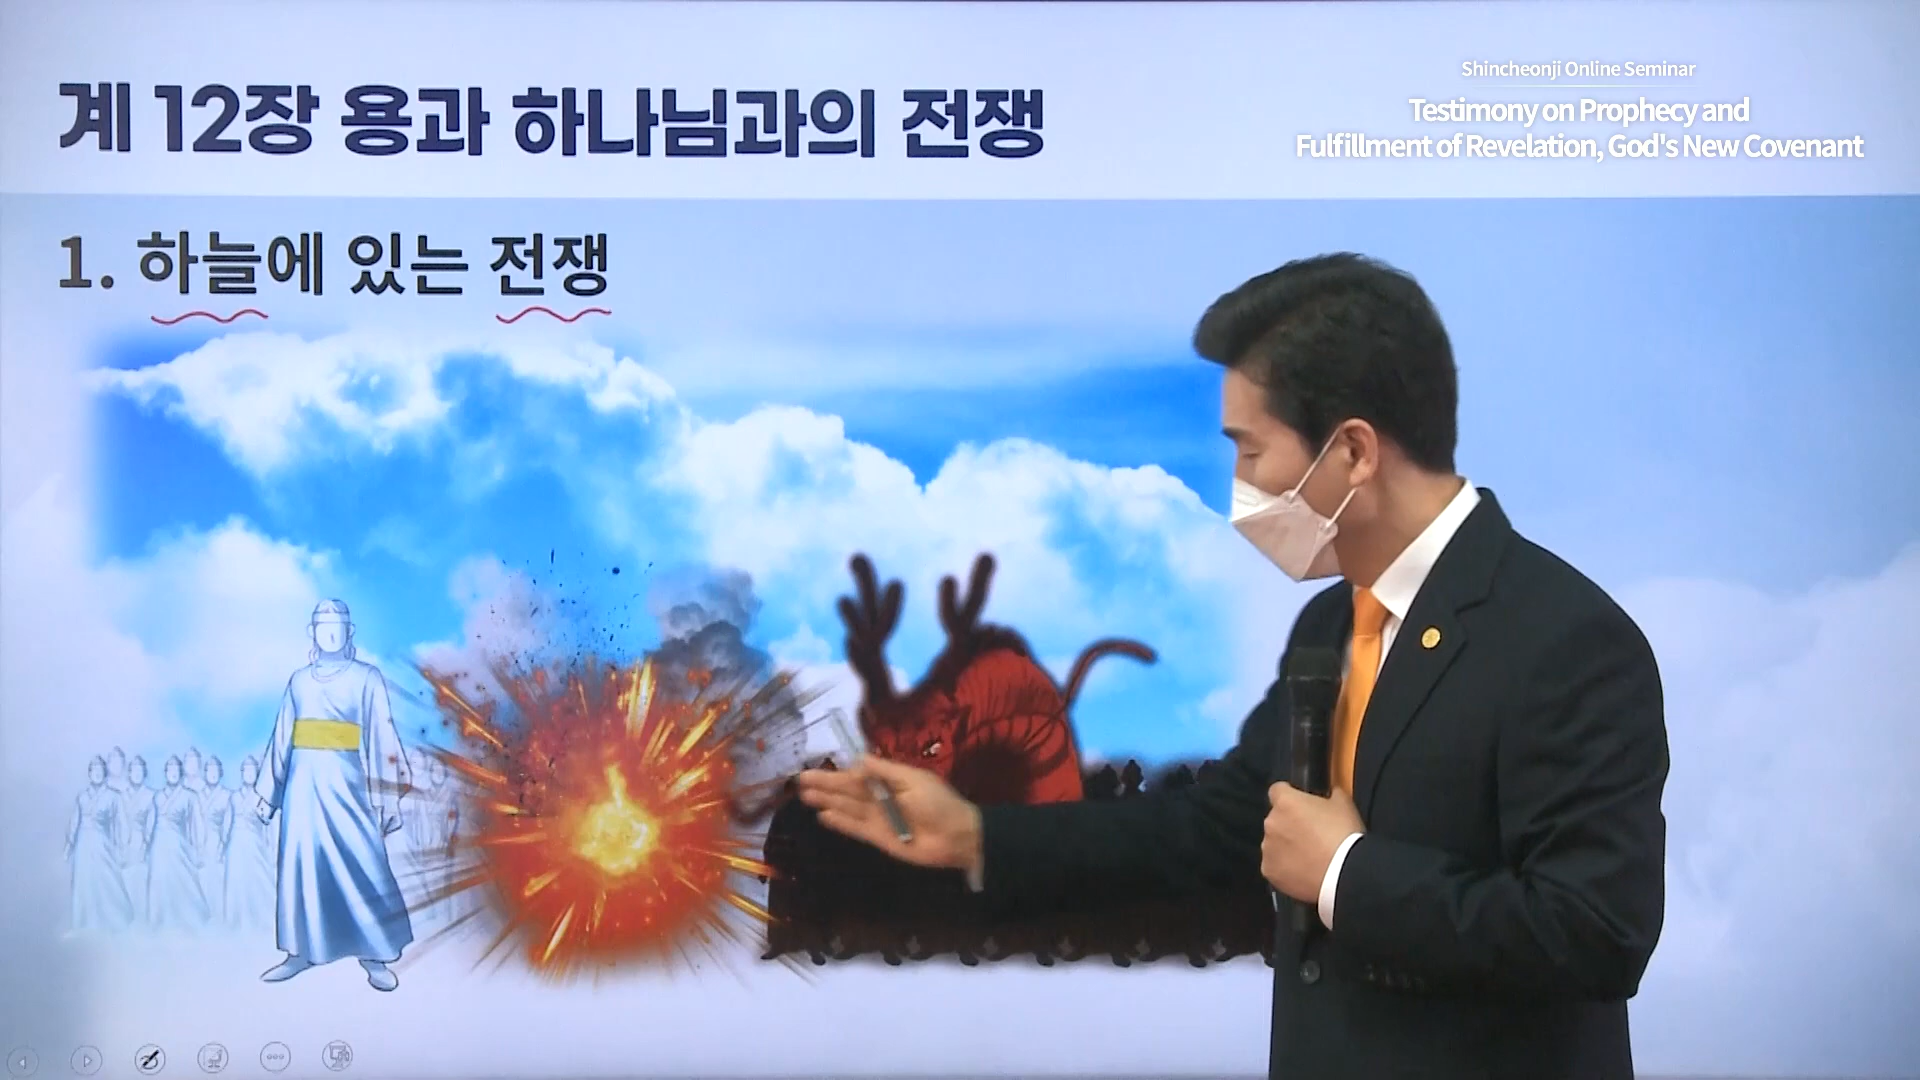 계 12장 용과 하나님과의 전쟁
Shincheonji Online Seminar
Testimony on Prophecy and
Fulfillment of Revelation, God's New Covenant
1. 하늘에 있는 전쟁